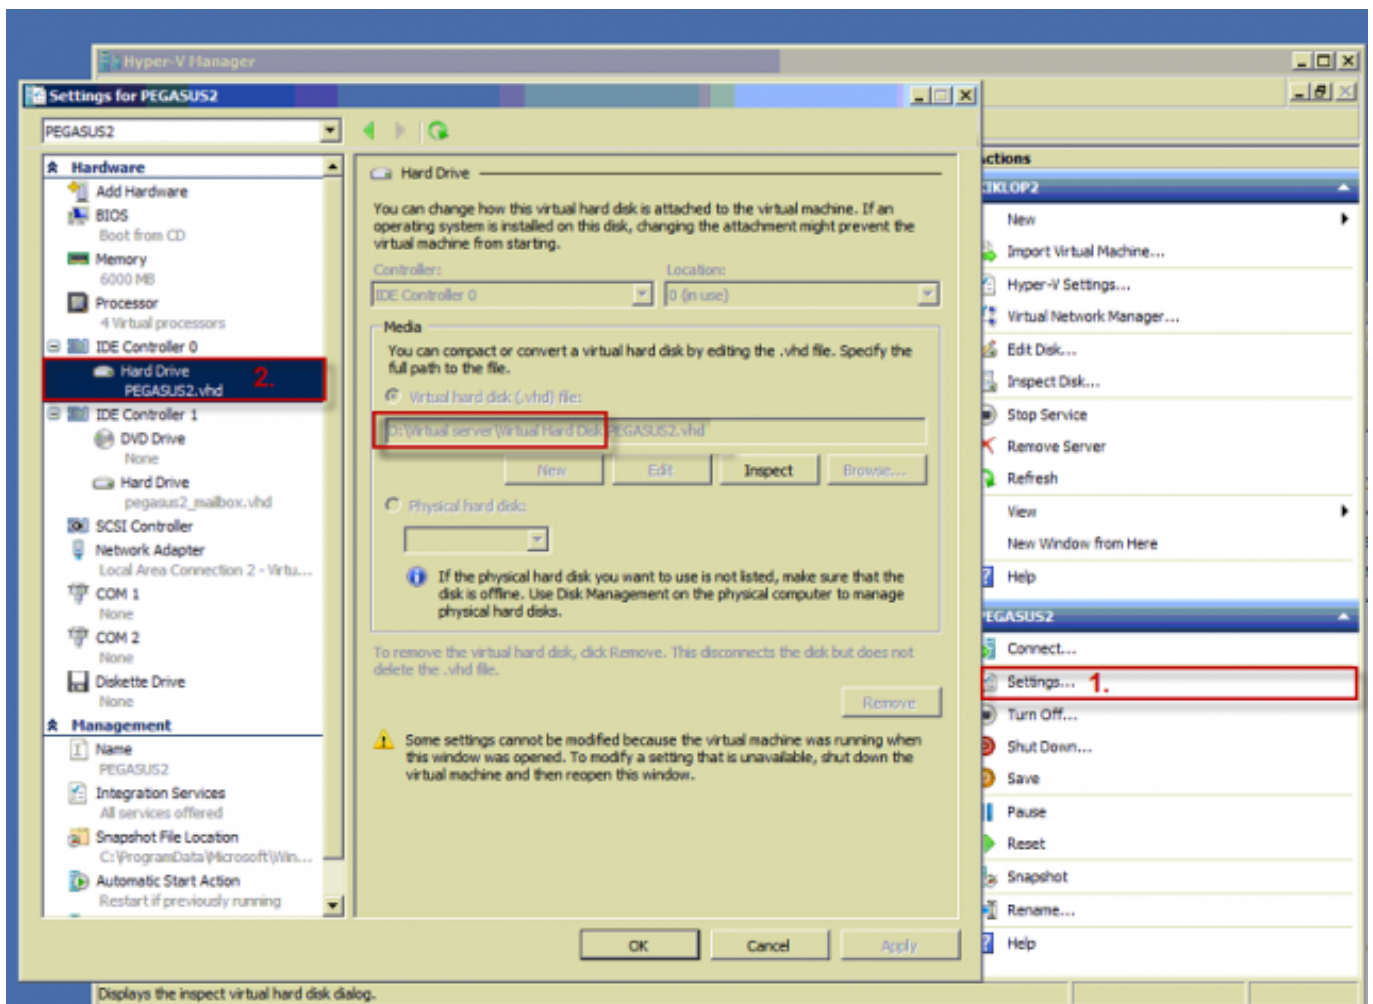 Hyper-V Manager
Settings for PEGASUS2
PEGASUS2
Hardware
Add Hardware
BIOS
Boot from CD
Memory
6000 MB
Processor
4 Virtual processors
IDE Controller 0
Hard Drive
PEGASUS2.vhd
2.
IDE Controller 1
DVD Drive
None
Hard Drive
pegasus2_mailbox.vhd
SCSI Controller
Network Adapter
Local Area Connection 2 - Virtu...
COM 1
None
COM 2
None
Diskette Drive
None
Management
Name
PEGASUS2
Integration Services
All services offered
Snapshot File Location
C:\ProgramData\Microsoft\Win...
Automatic Start Action
Restart if previously running
Hard Drive
You can change how this virtual hard disk is attached to the virtual machine. If an
operating system is installed on this disk, changing the attachment might prevent the
virtual machine from starting.
Controller: Location:
IDE Controller 0 0 (in use)
Media
You can compact or convert a virtual hard disk by editing the .vhd file. Specify the
full path to the file.
Virtual hard disk (.vhd) file:
D:\Virtual server\Virtual Hard Disk\PEGASUS2.vhd
New Edit Inspect Browse...
Physical hard disk:
If the physical hard disk you want to use is not listed, make sure that the
disk is offline. Use Disk Management on the physical computer to manage
physical hard disks.
To remove the virtual hard disk, click Remove. This disconnects the disk but does not
delete the .vhd file.
Remove
Some settings cannot be modified because the virtual machine was running when
this window was opened. To modify a setting that is unavailable, shut down the
virtual machine and then reopen this window.
OK Cancel Apply
Actions
CIKLOP2
New
Import Virtual Machine...
Hyper-V Settings...
Virtual Network Manager...
Edit Disk...
Inspect Disk...
Stop Service
Remove Server
Refresh
View
New Window from Here
Help
PEGASUS2
Connect...
Settings... 1.
Turn Off...
Shut Down...
Save
Pause
Reset
Snapshot
Rename...
Help
Displays the inspect virtual hard disk dialog.